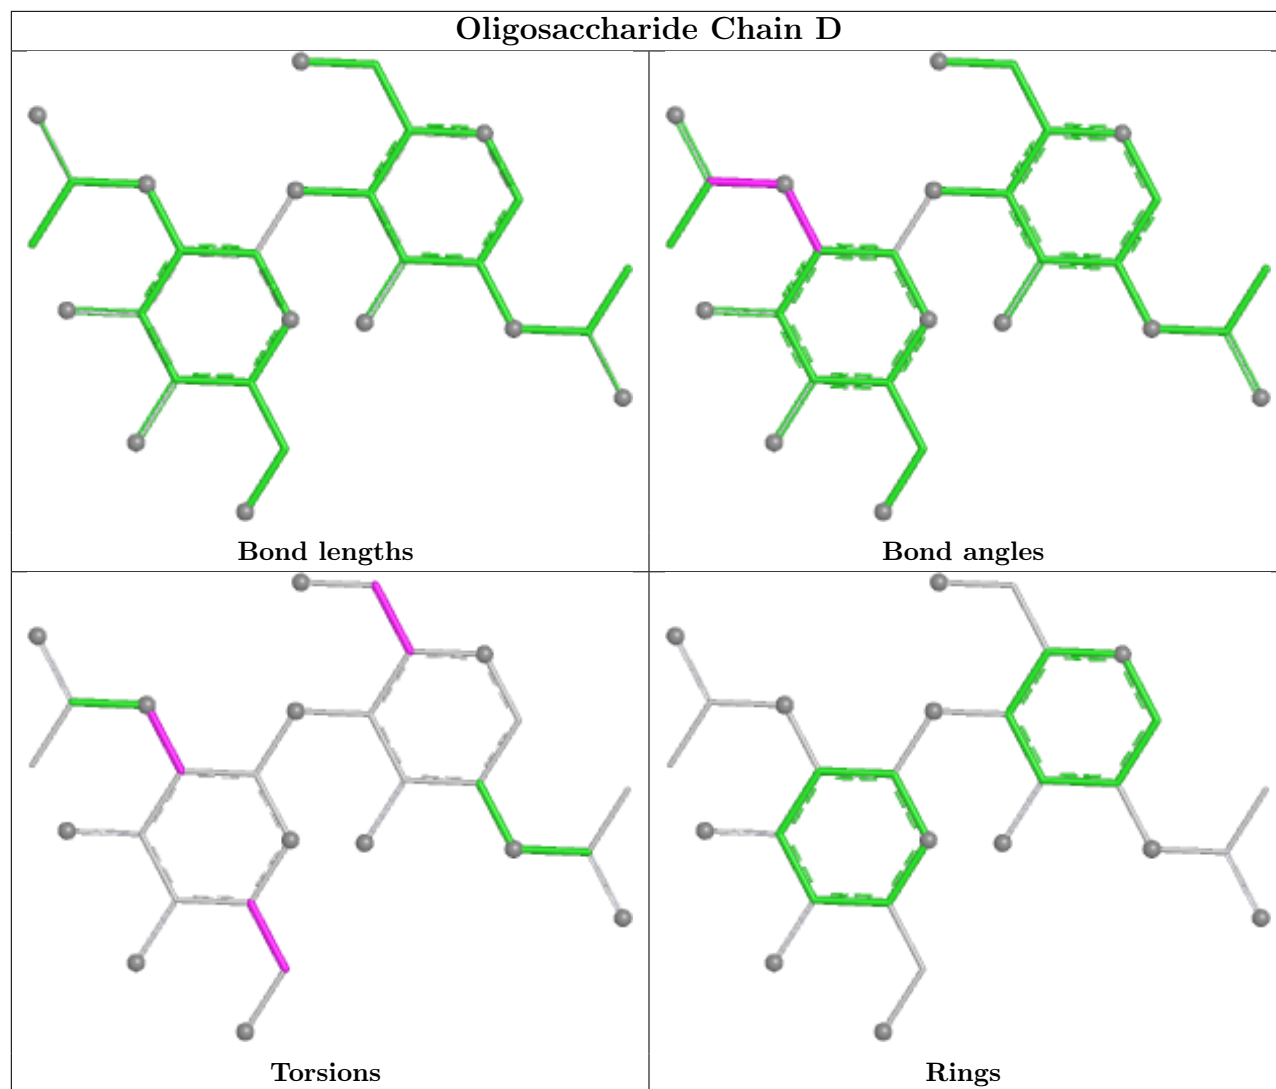 Oligosaccharide Chain D
Bond lengths
Bond angles
Torsions
Rings